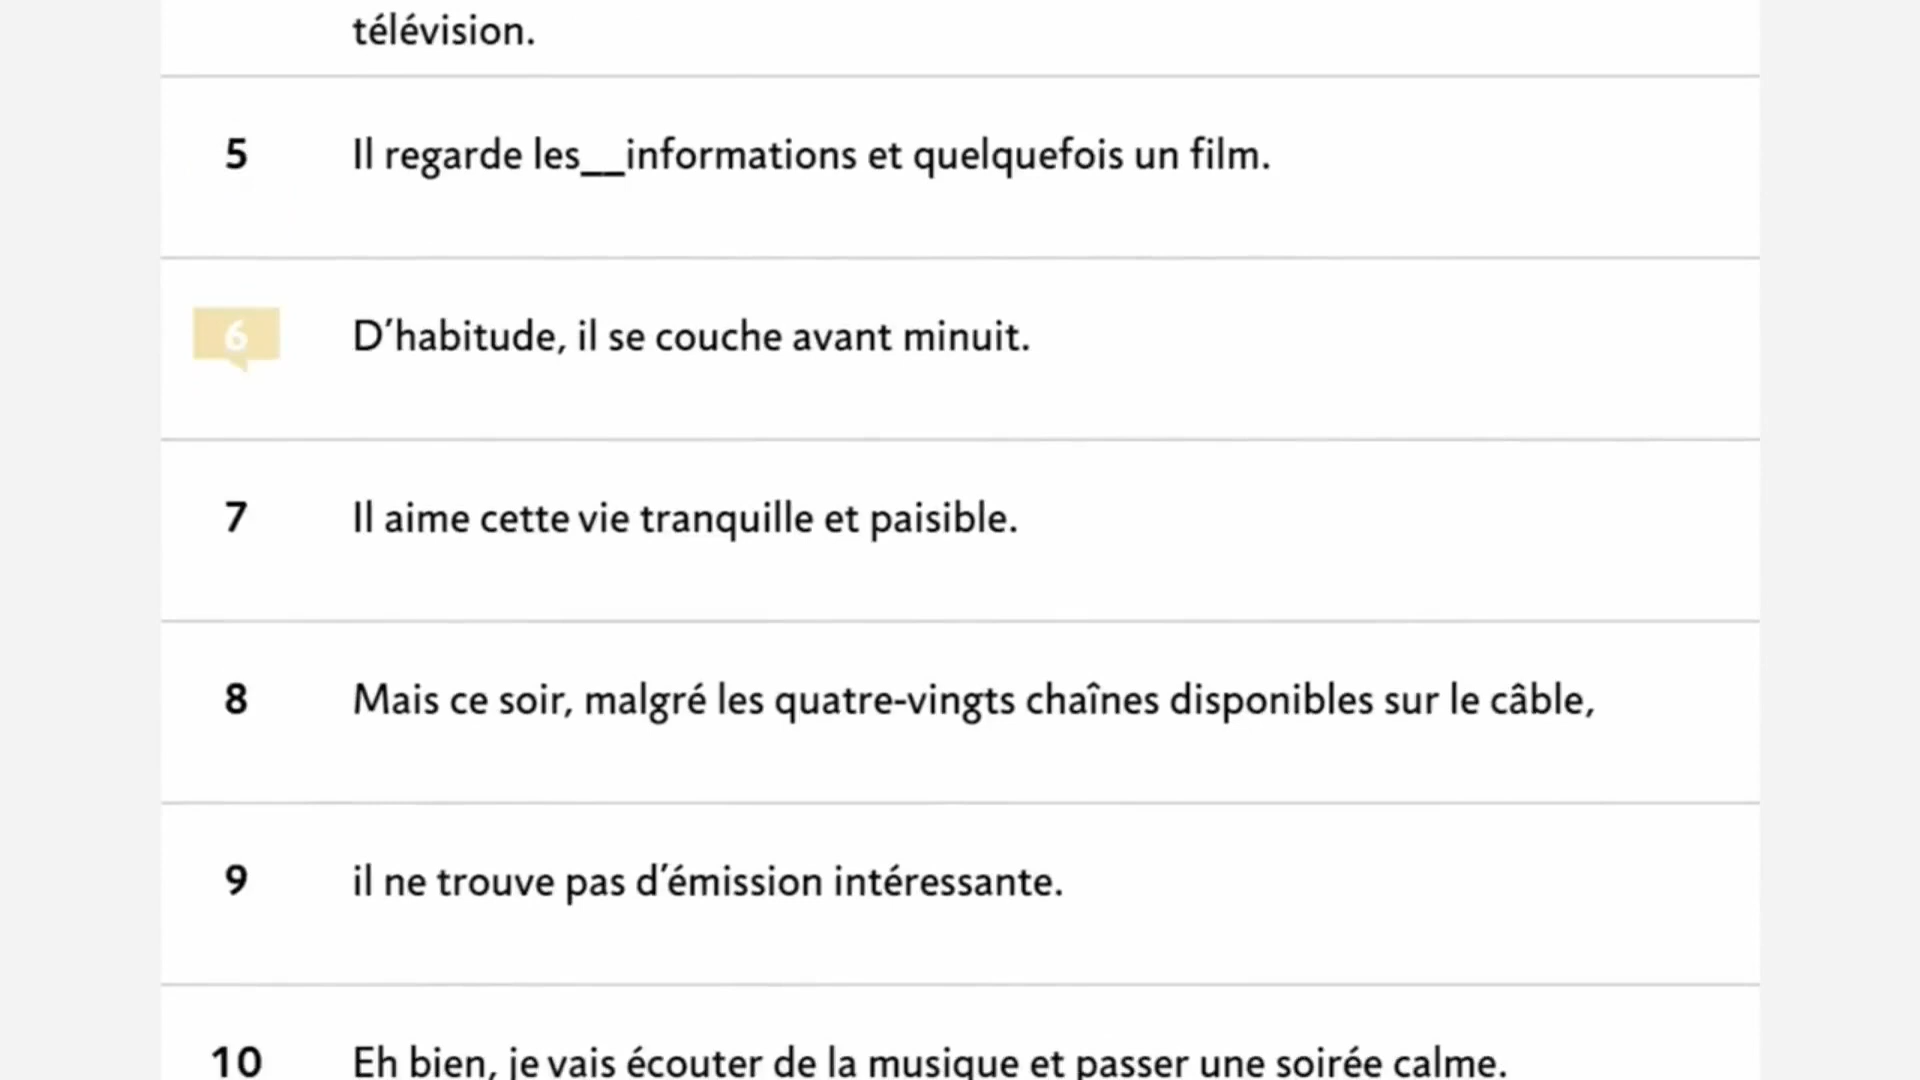 télévision.
5 Il regarde les__informations et quelquefois un film.
6 D'habitude, il se couche avant minuit.
7 Il aime cette vie tranquille et paisible.
8 Mais ce soir, malgré les quatre-vingts chaînes disponibles sur le câble,
9 il ne trouve pas d'émission intéressante.
10 Eh bien, je vais écouter de la musique et passer une soirée calme.